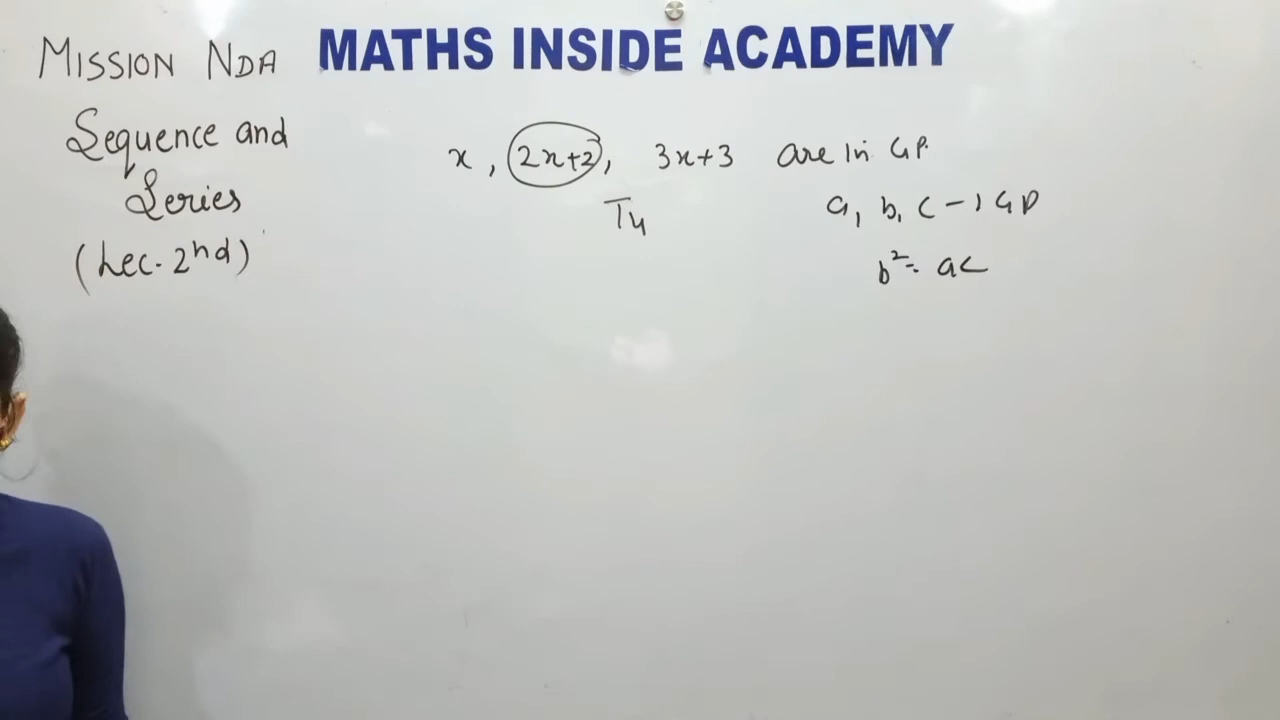 MISSION NDA
MATHS INSIDE ACADEMY
Sequence and
Series
(Lec. 2nd)
x, 2x+2, 3x+3 are in GP.
T4
a, b, c → GP
b²= ac